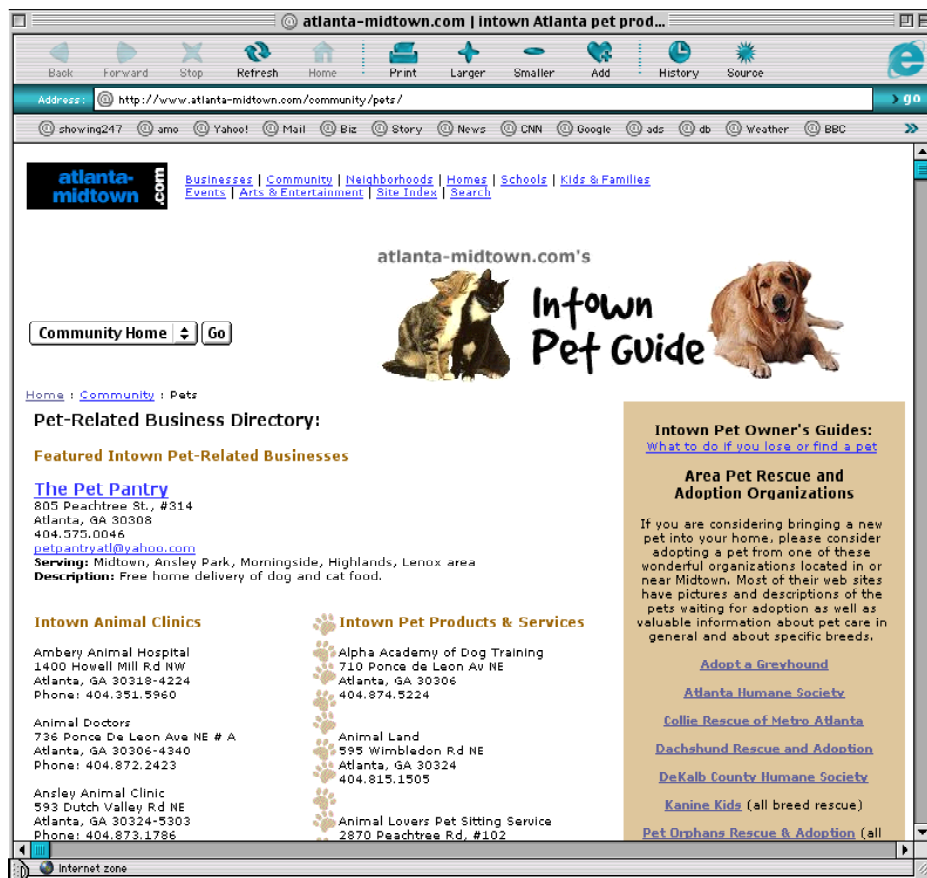 atlanta-midtown.com | intown Atlanta pet prod...
Back Forward Stop Refresh Home Print Larger Smaller Add History Source
Address: http://www.atlanta-midtown.com/community/pets/ go
showing247 amo Yahoo! Mail Biz Story News CNN Google ads db Weather BBC
atlanta-
midtown
.com
Businesses | Community | Neighborhoods | Homes | Schools | Kids & Families
Events | Arts & Entertainment | Site Index | Search
atlanta-midtown.com's
Intown
Pet Guide
Community Home Go
Home : Community : Pets
Pet-Related Business Directory:
Featured Intown Pet-Related Businesses
The Pet Pantry
805 Peachtree St., #314
Atlanta, GA 30308
404.575.0046
petpantryatl@yahoo.com
Serving: Midtown, Ansley Park, Morningside, Highlands, Lenox area
Description: Free home delivery of dog and cat food.
Intown Animal Clinics
Ambery Animal Hospital
1400 Howell Mill Rd NW
Atlanta, GA 30318-4224
Phone: 404.351.5960
Animal Doctors
736 Ponce De Leon Ave NE # A
Atlanta, GA 30306-4340
Phone: 404.872.2423
Ansley Animal Clinic
593 Dutch Valley Rd NE
Atlanta, GA 30324-5303
Phone: 404.873.1786
Intown Pet Products & Services
Alpha Academy of Dog Training
710 Ponce de Leon Av NE
Atlanta, GA 30306
404.874.5224
Animal Land
595 Wimbledon Rd NE
Atlanta, GA 30324
404.815.1505
Animal Lovers Pet Sitting Service
2870 Peachtree Rd, #102
Intown Pet Owner's Guides:
What to do if you lose or find a pet
Area Pet Rescue and
Adoption Organizations
If you are considering bringing a new
pet into your home, please consider
adopting a pet from one of these
wonderful organizations located in or
near Midtown. Most of their web sites
have pictures and descriptions of the
pets waiting for adoption as well as
valuable information about pet care in
general and about specific breeds.
Adopt a Greyhound
Atlanta Humane Society
Collie Rescue of Metro Atlanta
Dachshund Rescue and Adoption
DeKalb County Humane Society
Kanine Kids (all breed rescue)
Pet Orphans Rescue & Adoption (all
Internet zone